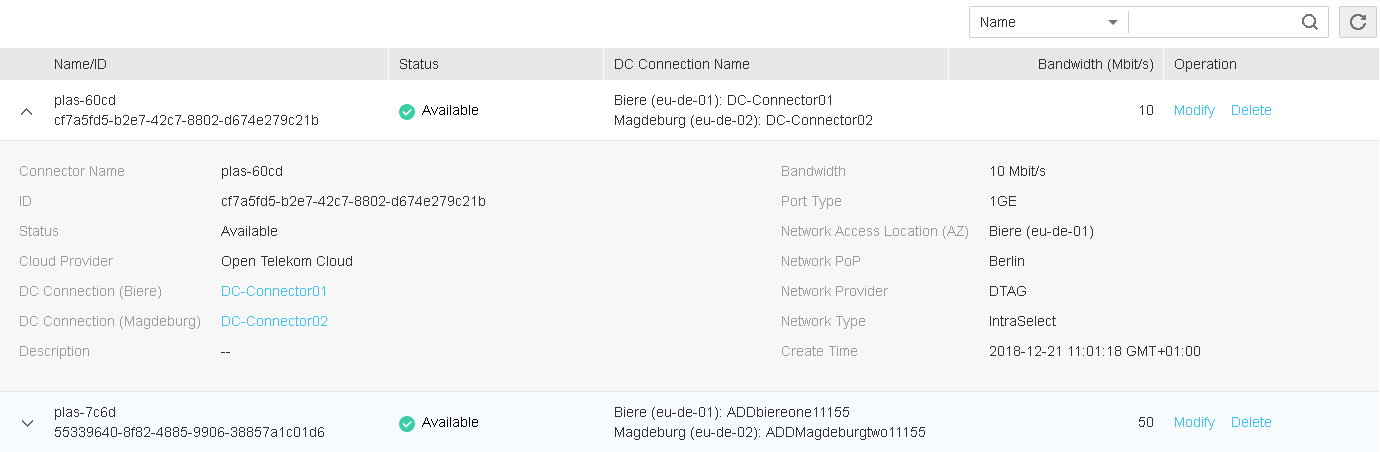 Name
Name/ID Status DC Connection Name Bandwidth (Mbit/s) Operation
plas-60cd
cf7a5fd5-b2e7-42c7-8802-d674e279c21b
Available
Biere (eu-de-01): DC-Connector01
Magdeburg (eu-de-02): DC-Connector02
10 Modify Delete
Connector Name plas-60cd
ID cf7a5fd5-b2e7-42c7-8802-d674e279c21b
Status Available
Cloud Provider Open Telekom Cloud
DC Connection (Biere) DC-Connector01
DC Connection (Magdeburg) DC-Connector02
Description --
Bandwidth 10 Mbit/s
Port Type 1GE
Network Access Location (AZ) Biere (eu-de-01)
Network PoP Berlin
Network Provider DTAG
Network Type IntraSelect
Create Time 2018-12-21 11:01:18 GMT+01:00
plas-7c6d
55339640-8f82-4885-9906-38857a1c01d6
Available
Biere (eu-de-01): ADDbiereone11155
Magdeburg (eu-de-02): ADDMagdeburgtwo11155
50 Modify Delete